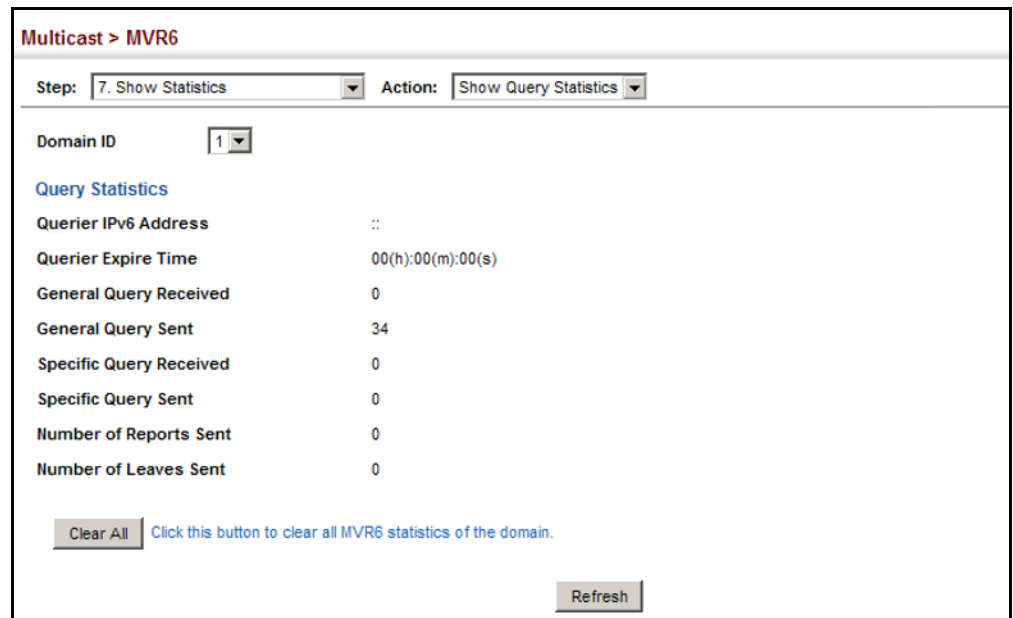 Multicast > MVR6
Step: 7. Show Statistics Action: Show Query Statistics
Domain ID 1
Query Statistics
Querier IPv6 Address ::
Querier Expire Time 00(h):00(m):00(s)
General Query Received 0
General Query Sent 34
Specific Query Received 0
Specific Query Sent 0
Number of Reports Sent 0
Number of Leaves Sent 0
Clear All Click this button to clear all MVR6 statistics of the domain.
Refresh